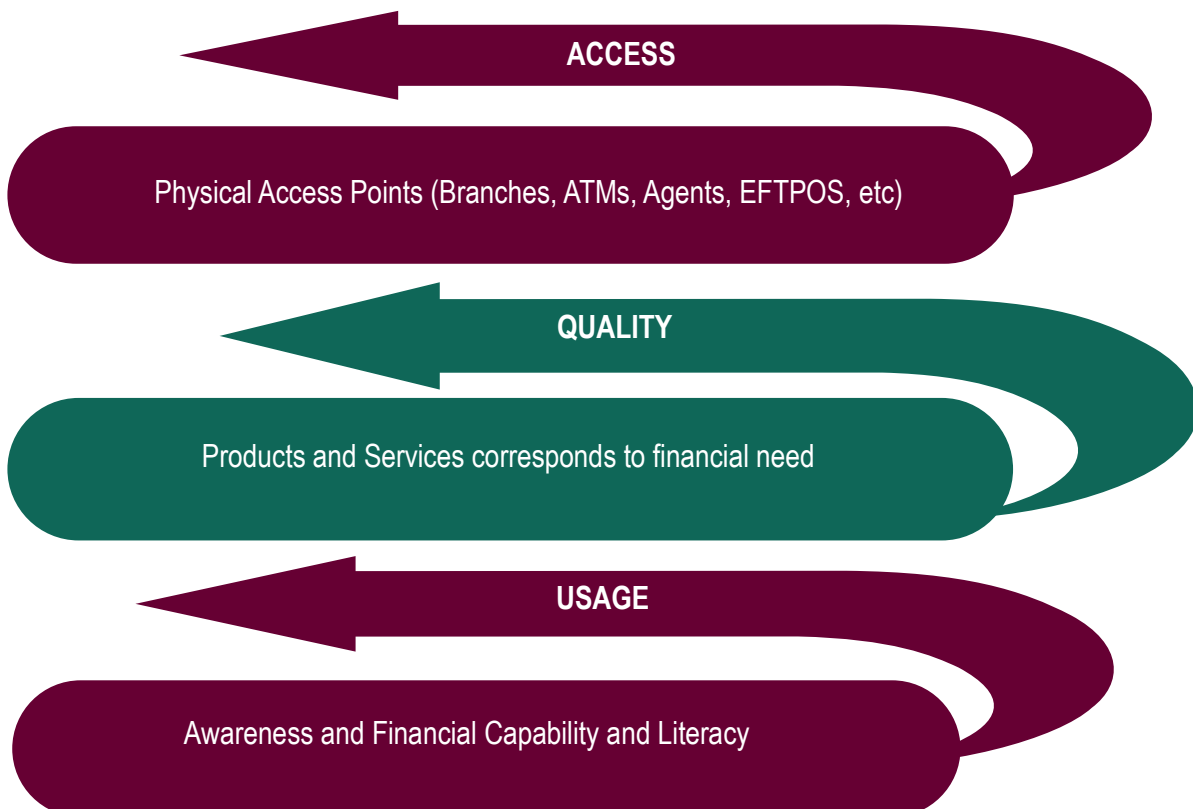 ACCESS
Physical Access Points (Branches, ATMs, Agents, EFTPOS, etc)
QUALITY
Products and Services corresponds to financial need
USAGE
Awareness and Financial Capability and Literacy